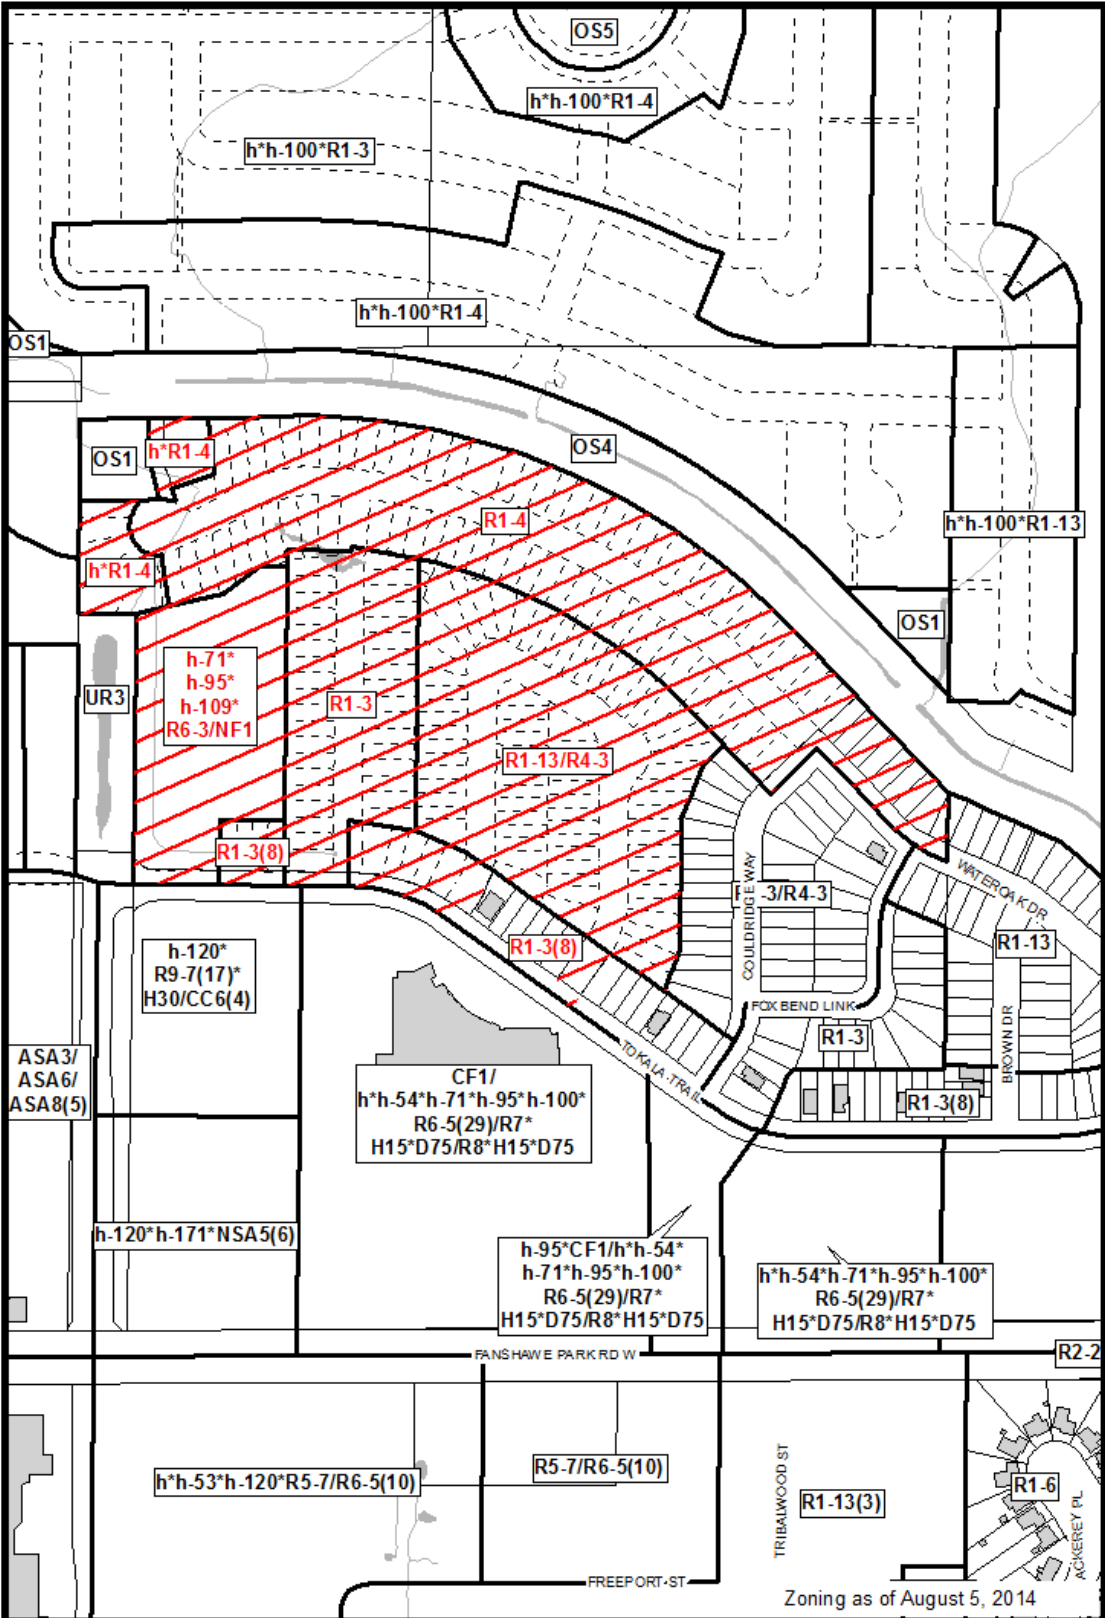 OS5
h*h-100*R1-4
h*h-100*R1-3
h*h-100*R1-4
OS1
OS4
h*R1-4
OS1
R1-4
h*h-100*R1-13
h*R1-4
OS1
h-71*
h-95*
h-109*
R6-3/NF1
UR3
R1-3
R1-13/R4-3
R1-3(8)
WATEROAK DR
COULDRIDGE WAY
-3/R4-3
R1-13
R1-3(8)
h-120*
R9-7(17)*
H30/CC6(4)
FOX BEND LINK
R1-3
BROWN DR
TOKALA TRAIL
ASA3/
ASA6/
ASA8(5)
CF1/
h*h-54*h-71*h-95*h-100*
R6-5(29)/R7*
H15*D75/R8*H15*D75
R1-3(8)
h-120*h-171*NSA5(6)
h-95*CF1/h*h-54*
h-71*h-95*h-100*
R6-5(29)/R7*
H15*D75/R8*H15*D75
h*h-54*h-71*h-95*h-100*
R6-5(29)/R7*
H15*D75/R8*H15*D75
FANSHAWE PARK RD W
R2-2
h*h-53*h-120*R5-7/R6-5(10)
R5-7/R6-5(10)
TRIBALWOOD ST
R1-13(3)
R1-6
ACKEREY PL
FREEPORT ST
Zoning as of August 5, 2014